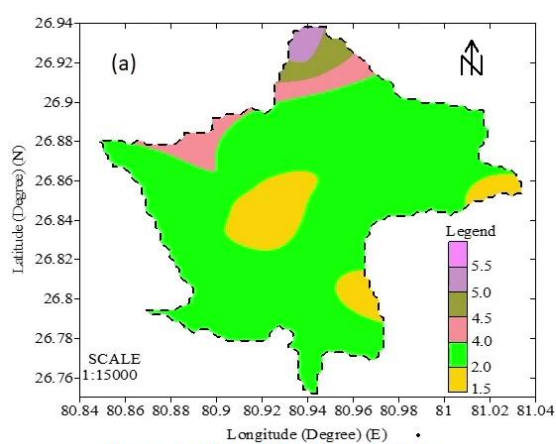 26.94
(a)
N
26.92
26.9
26.88
26.86
26.84
26.82
26.8
26.78
26.76
Latitude (Degree) (N)
Legend
5.5
5.0
4.5
4.0
2.0
1.5
SCALE
1:15000
80.84 80.86 80.88 80.9 80.92 80.94 80.96 80.98 81 81.02 81.04
Longitude (Degree) (E)